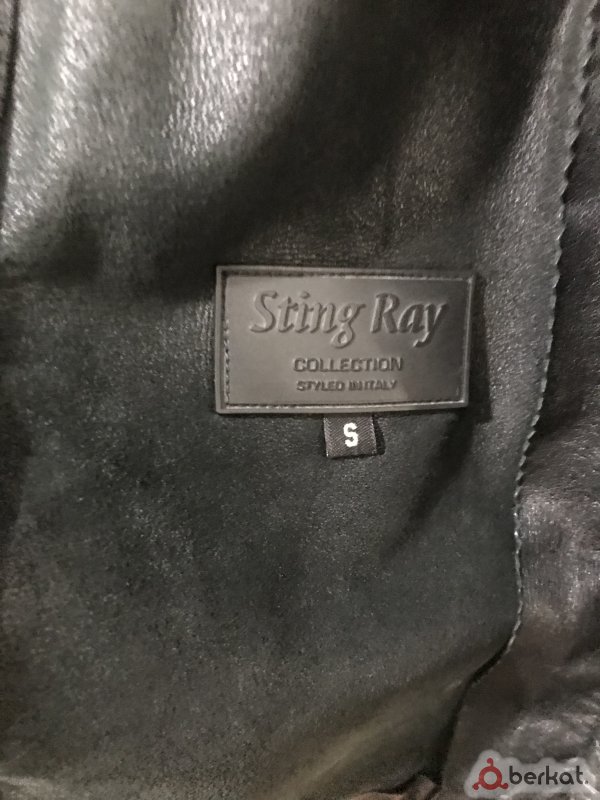 Sting Ray
COLLECTION
STYLED IN ITALY
S
berkat.